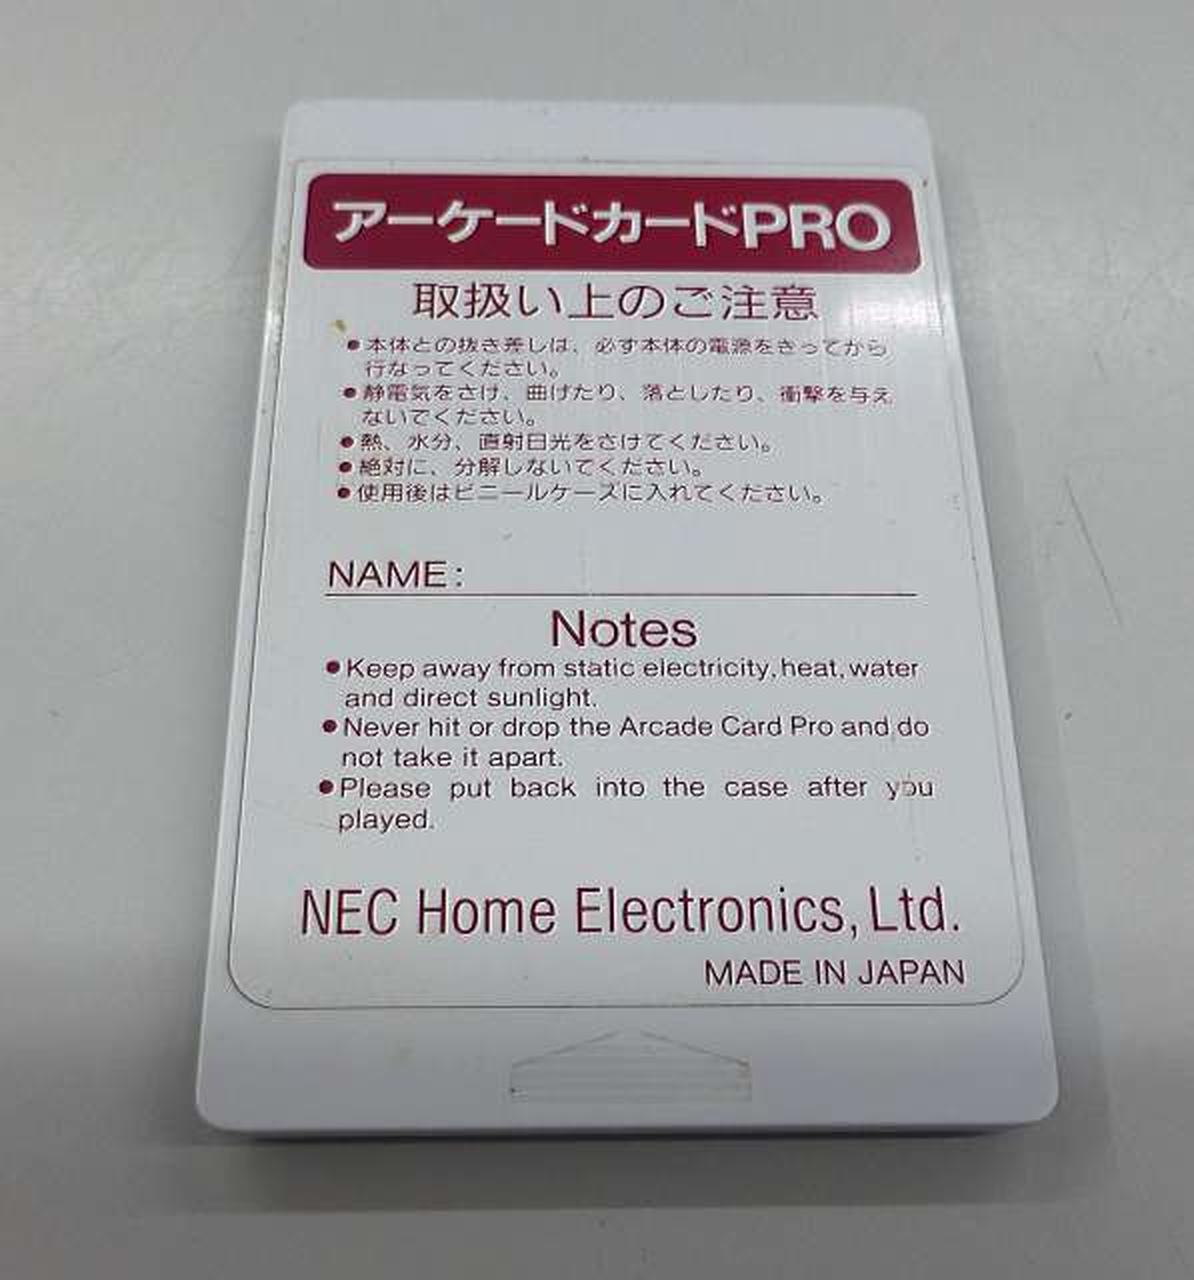 アーケードカードPRO
取扱い上のご注意
●本体との抜き差しは、必ず本体の電源をきってから
行なってください。
●静電気をさけ、曲げたり、落としたり、衝撃を与え
ないでください。
●熱、水分、直射日光をさけてください。
●絶対に、分解しないでください。
●使用後はビニールケースに入れてください。
NAME:
Notes
●Keep away from static electricity, heat, water
and direct sunlight.
●Never hit or drop the Arcade Card Pro and do
not take it apart.
●Please put back into the case after you
played.
NEC Home Electronics, Ltd.
MADE IN JAPAN